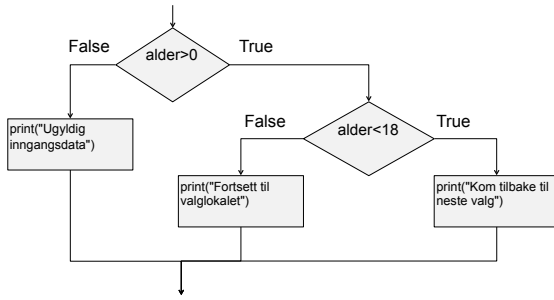 alder>0
False
True
print("Ugyldig
inngangsdata")
alder<18
False
True
print("Fortsett til
valglokalet")
print("Kom tilbake til
neste valg")